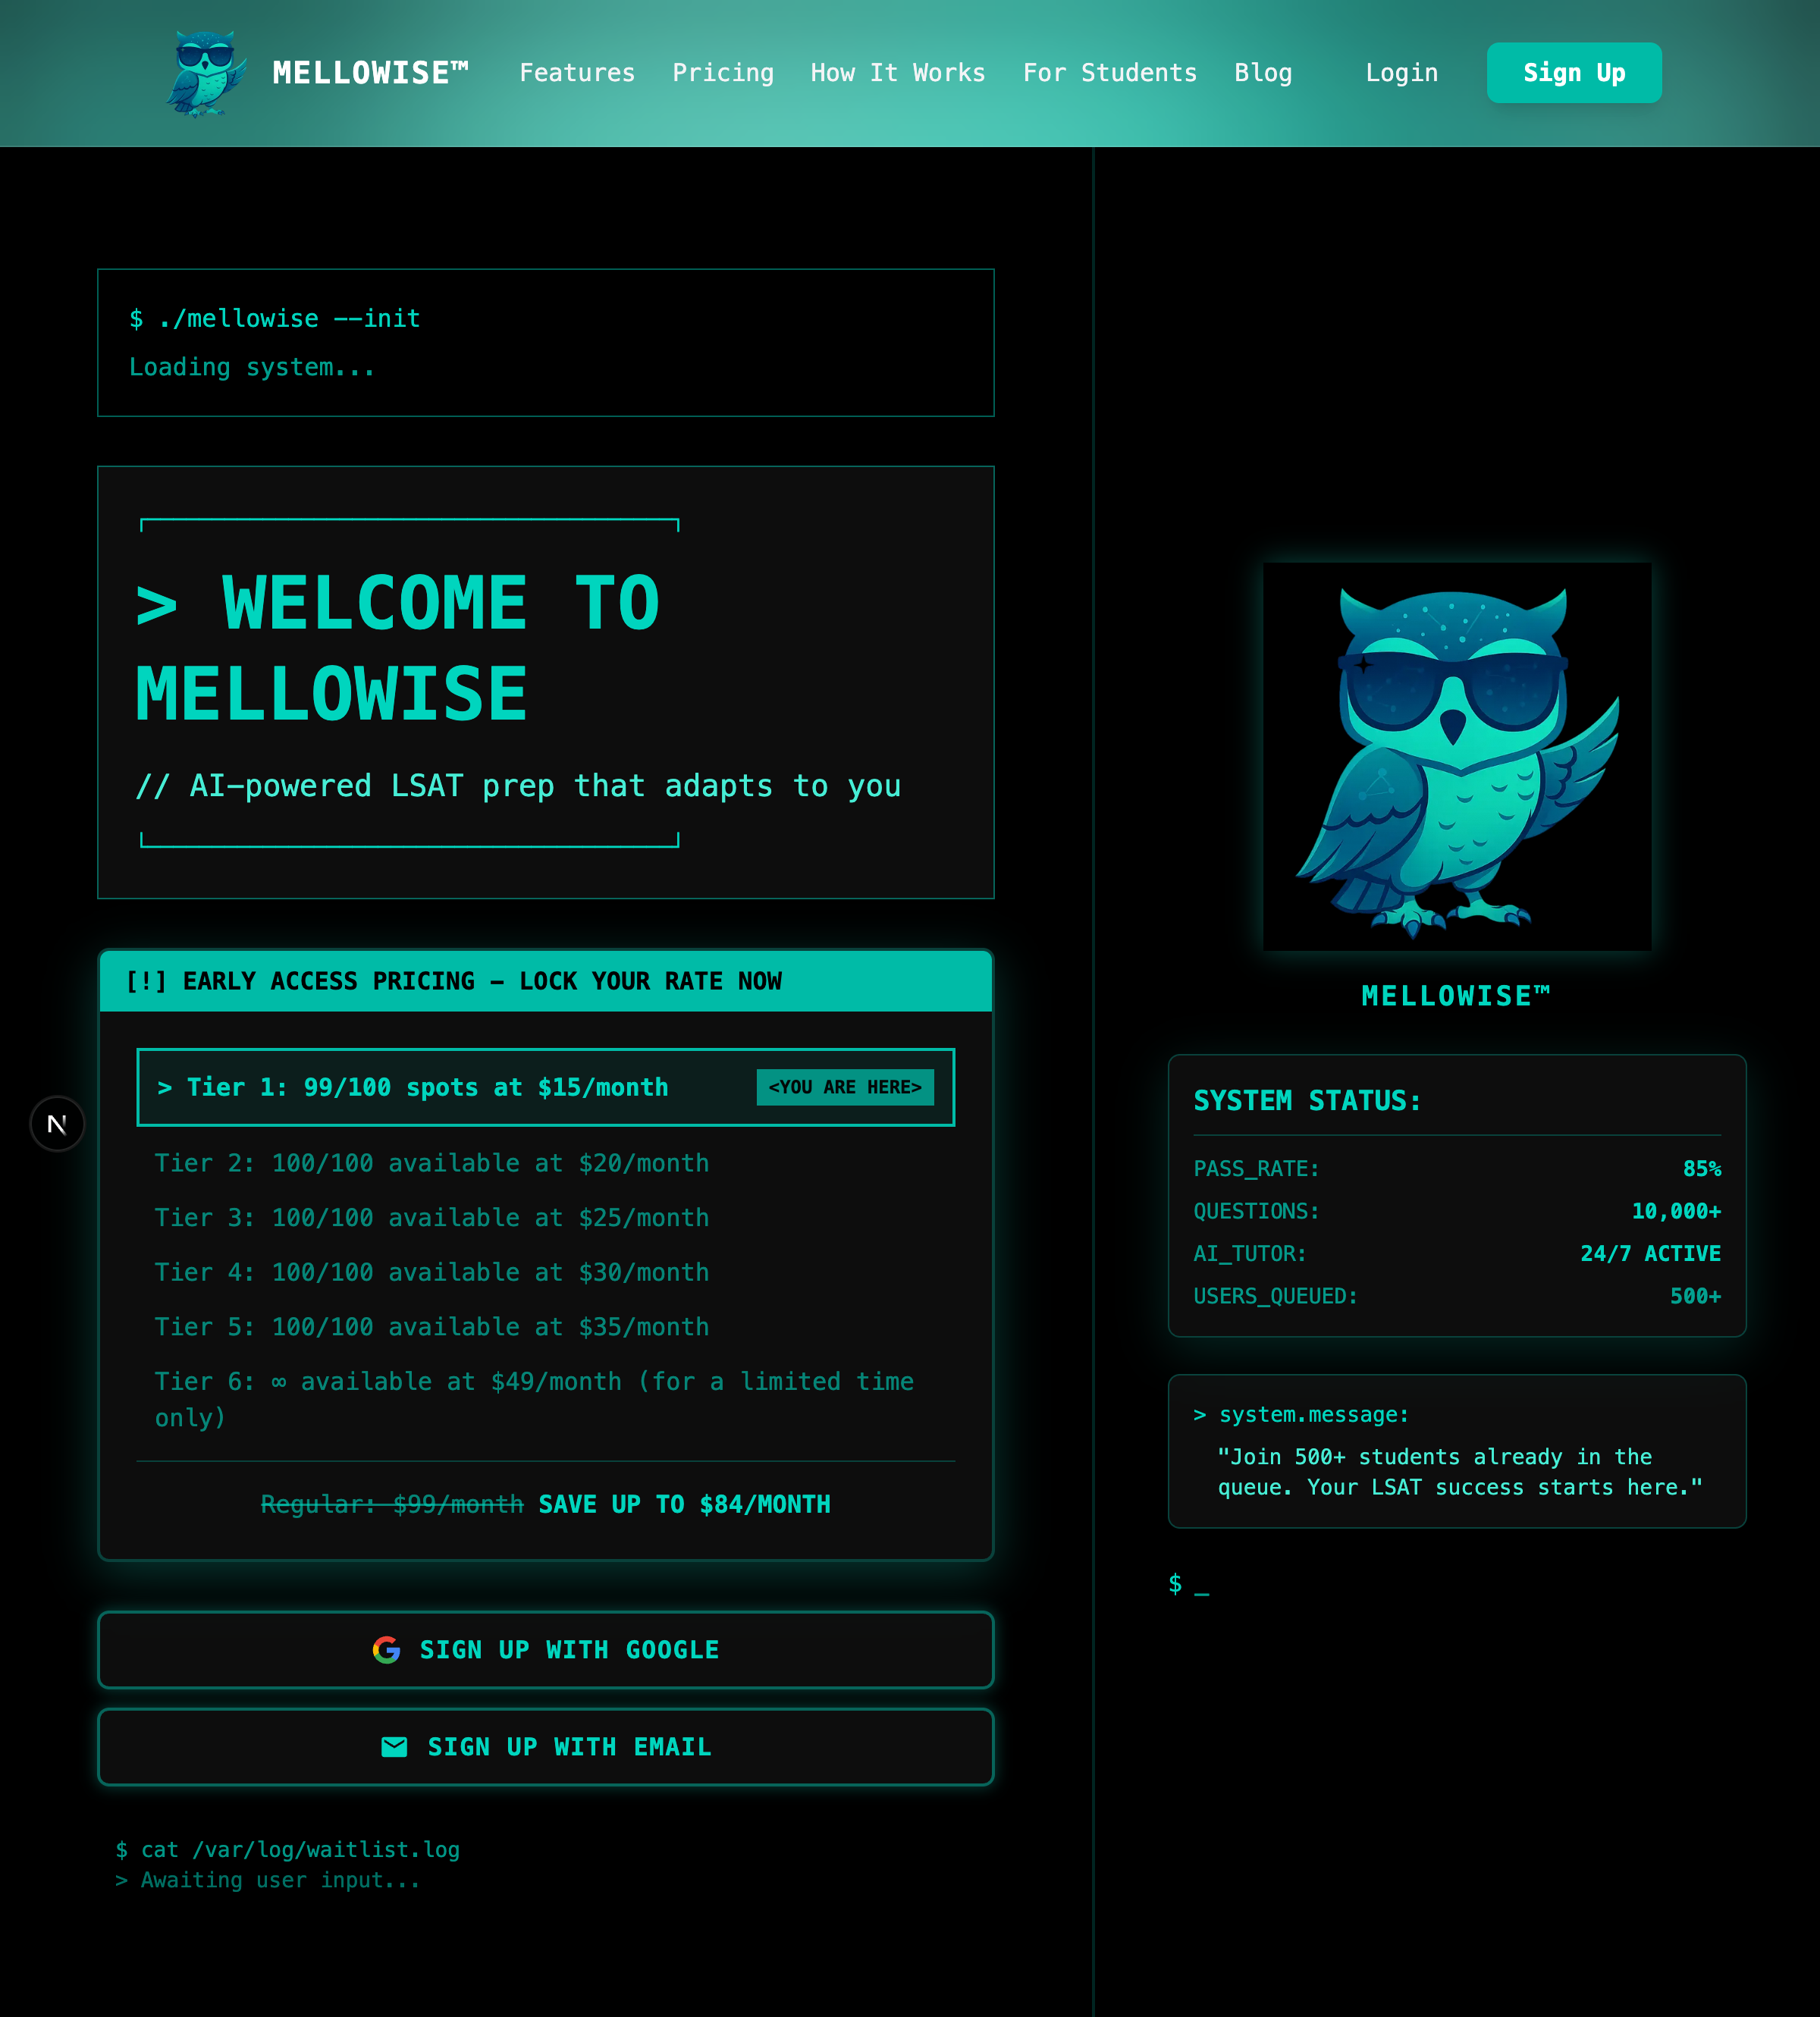 MELLOWISE™ Features Pricing How It Works For Students Blog Login Sign Up
$ ./mellowise --init
Loading system...
> WELCOME TO
MELLOWISE
// AI-powered LSAT prep that adapts to you
[!] EARLY ACCESS PRICING - LOCK YOUR RATE NOW
> Tier 1: 99/100 spots at $15/month <YOU ARE HERE>
Tier 2: 100/100 available at $20/month
Tier 3: 100/100 available at $25/month
Tier 4: 100/100 available at $30/month
Tier 5: 100/100 available at $35/month
Tier 6: ∞ available at $49/month (for a limited time
only)
Regular: $99/month SAVE UP TO $84/MONTH
SIGN UP WITH GOOGLE
SIGN UP WITH EMAIL
$ cat /var/log/waitlist.log
> Awaiting user input...
N
MELLOWISE™
SYSTEM STATUS:
PASS_RATE: 85%
QUESTIONS: 10,000+
AI_TUTOR: 24/7 ACTIVE
USERS_QUEUED: 500+
> system.message:
"Join 500+ students already in the
queue. Your LSAT success starts here."
$ _